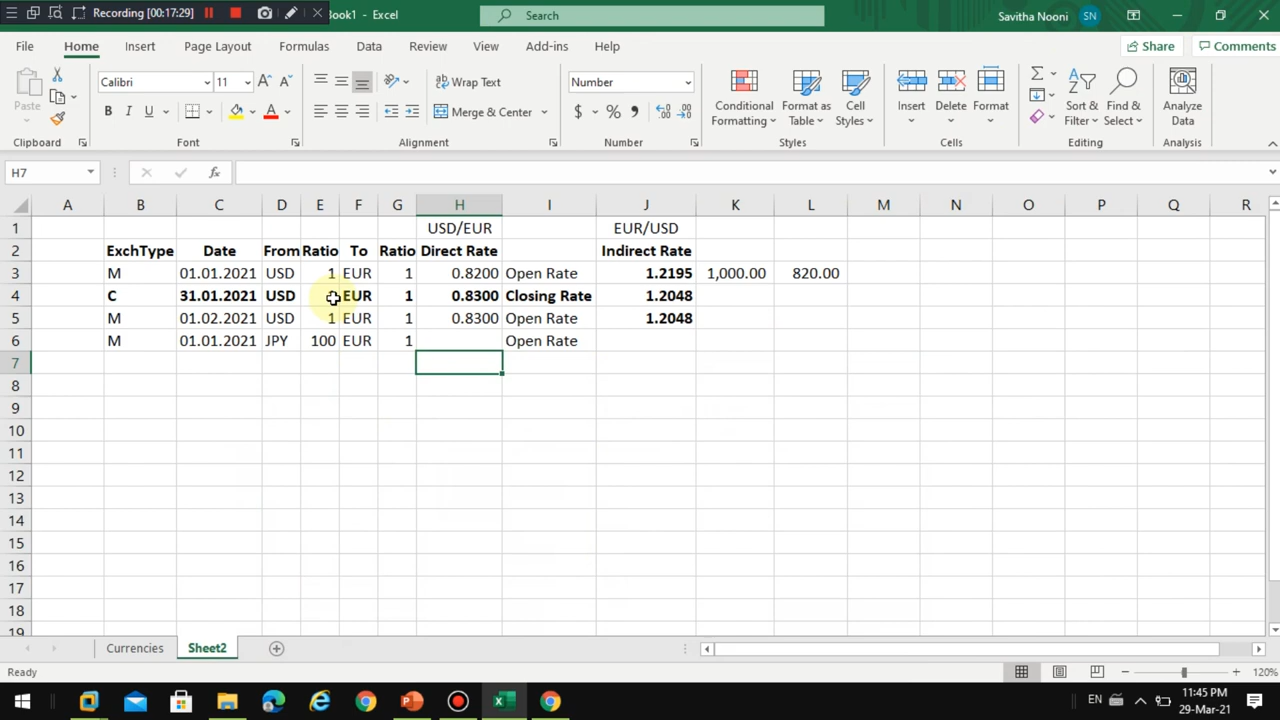 Recording (00:17:29) Book1 - Excel Search Savitha Nooni SN
File Home Insert Page Layout Formulas Data Review View Add-ins Help Share Comments
Paste Calibri 11 Wrap Text Number Conditional Formatting Format as Table Cell Styles Insert Delete Format Sort & Filter Find & Select Analyze Data
B I U A Merge & Center $ %
Clipboard Font Alignment Number Styles Cells Editing Analysis
H7 fx
A B C D E F G H I J K L M N O P Q R
1 USD/EUR EUR/USD
2 ExchType Date From Ratio To Ratio Direct Rate Indirect Rate
3 M 01.01.2021 USD 1 EUR 1 0.8200 Open Rate 1.2195 1,000.00 820.00
4 C 31.01.2021 USD EUR 1 0.8300 Closing Rate 1.2048
5 M 01.02.2021 USD 1 EUR 1 0.8300 Open Rate 1.2048
6 M 01.01.2021 JPY 100 EUR 1 Open Rate
7
8
9
10
11
12
13
14
15
16
17
18
19
Currencies Sheet2
Ready 120%
EN 11:45 PM
29-Mar-21